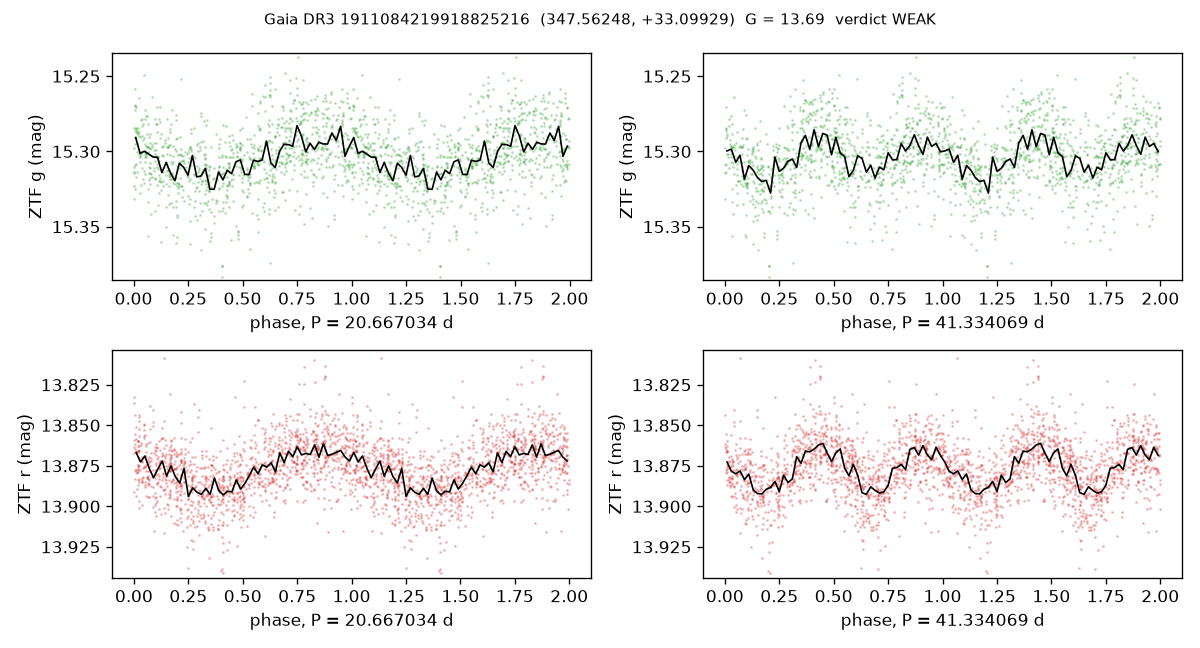 Gaia DR3 1911084219918825216 (347.56248, +33.09929) G = 13.69 verdict WEAK
ZTF g (mag)
15.25
15.30
15.35
0.00 0.25 0.50 0.75 1.00 1.25 1.50 1.75 2.00
phase, P = 20.667034 d
ZTF g (mag)
15.25
15.30
15.35
0.00 0.25 0.50 0.75 1.00 1.25 1.50 1.75 2.00
phase, P = 41.334069 d
ZTF r (mag)
13.825
13.850
13.875
13.900
13.925
0.00 0.25 0.50 0.75 1.00 1.25 1.50 1.75 2.00
phase, P = 20.667034 d
ZTF r (mag)
13.825
13.850
13.875
13.900
13.925
0.00 0.25 0.50 0.75 1.00 1.25 1.50 1.75 2.00
phase, P = 41.334069 d